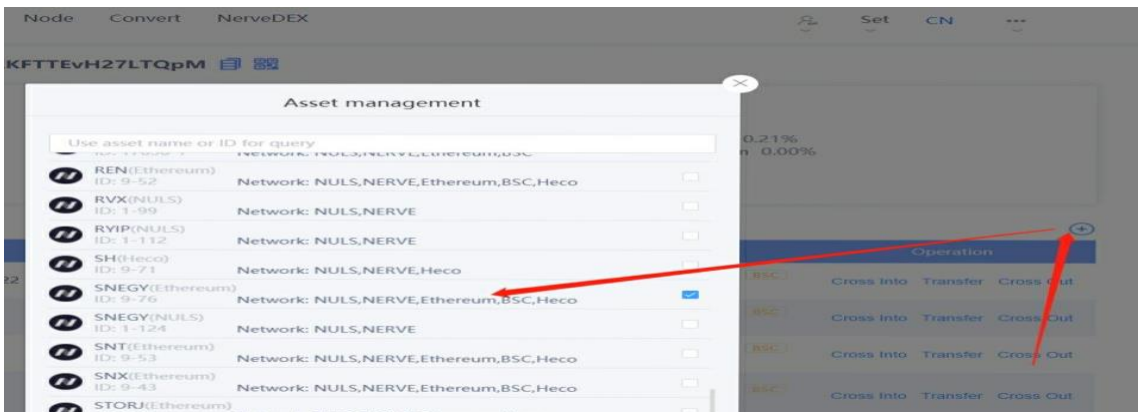 Node Convert NerveDEX Set CN ...
KFTTEvH27LTQpM
Asset management
Use asset name or ID for query
0.21%
n 0.00%
Network: NULS,NERVE,Ethereum,BSC
REN(Ethereum)
ID: 9-52
Network: NULS,NERVE,Ethereum,BSC,Heco
RVX(NULS)
ID: 1-99
Network: NULS,NERVE
RYIP(NULS)
ID: 1-112
Network: NULS,NERVE
Operation
SH(Heco)
ID: 9-71
Network: NULS,NERVE,Heco
22
BSC
Cross Into Transfer Cross Out
SNEGY(Ethereum)
ID: 9-76
Network: NULS,NERVE,Ethereum,BSC,Heco
SNEGY(NULS)
ID: 1-124
Network: NULS,NERVE
BSC
Cross Into Transfer Cross Out
SNT(Ethereum)
ID: 9-53
Network: NULS,NERVE,Ethereum,BSC,Heco
BSC
Cross Into Transfer Cross Out
SNX(Ethereum)
ID: 9-43
Network: NULS,NERVE,Ethereum,BSC,Heco
BSC
Cross Into Transfer Cross Out
STORJ(Ethereum)